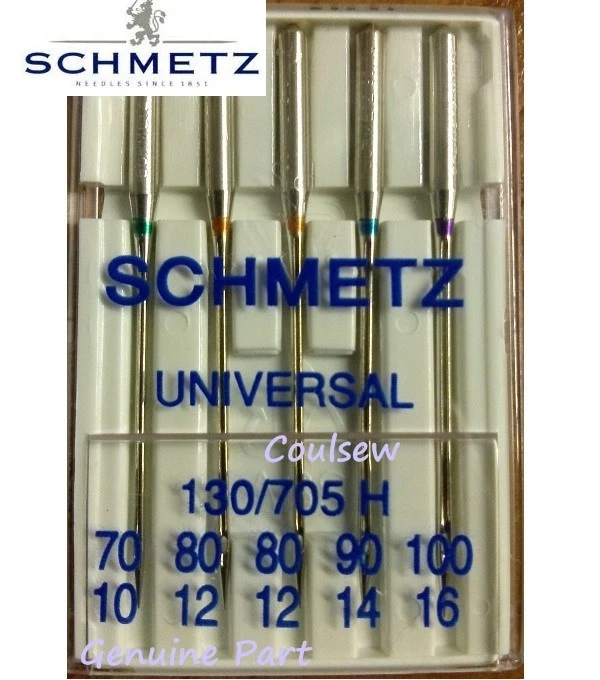 SCHMETZ
NEEDLES SINCE 1851
SCHMETZ
UNIVERSAL
Coulsew
130/705 H
70 80 80 90 100
10 12 12 14 16
Genuine Part